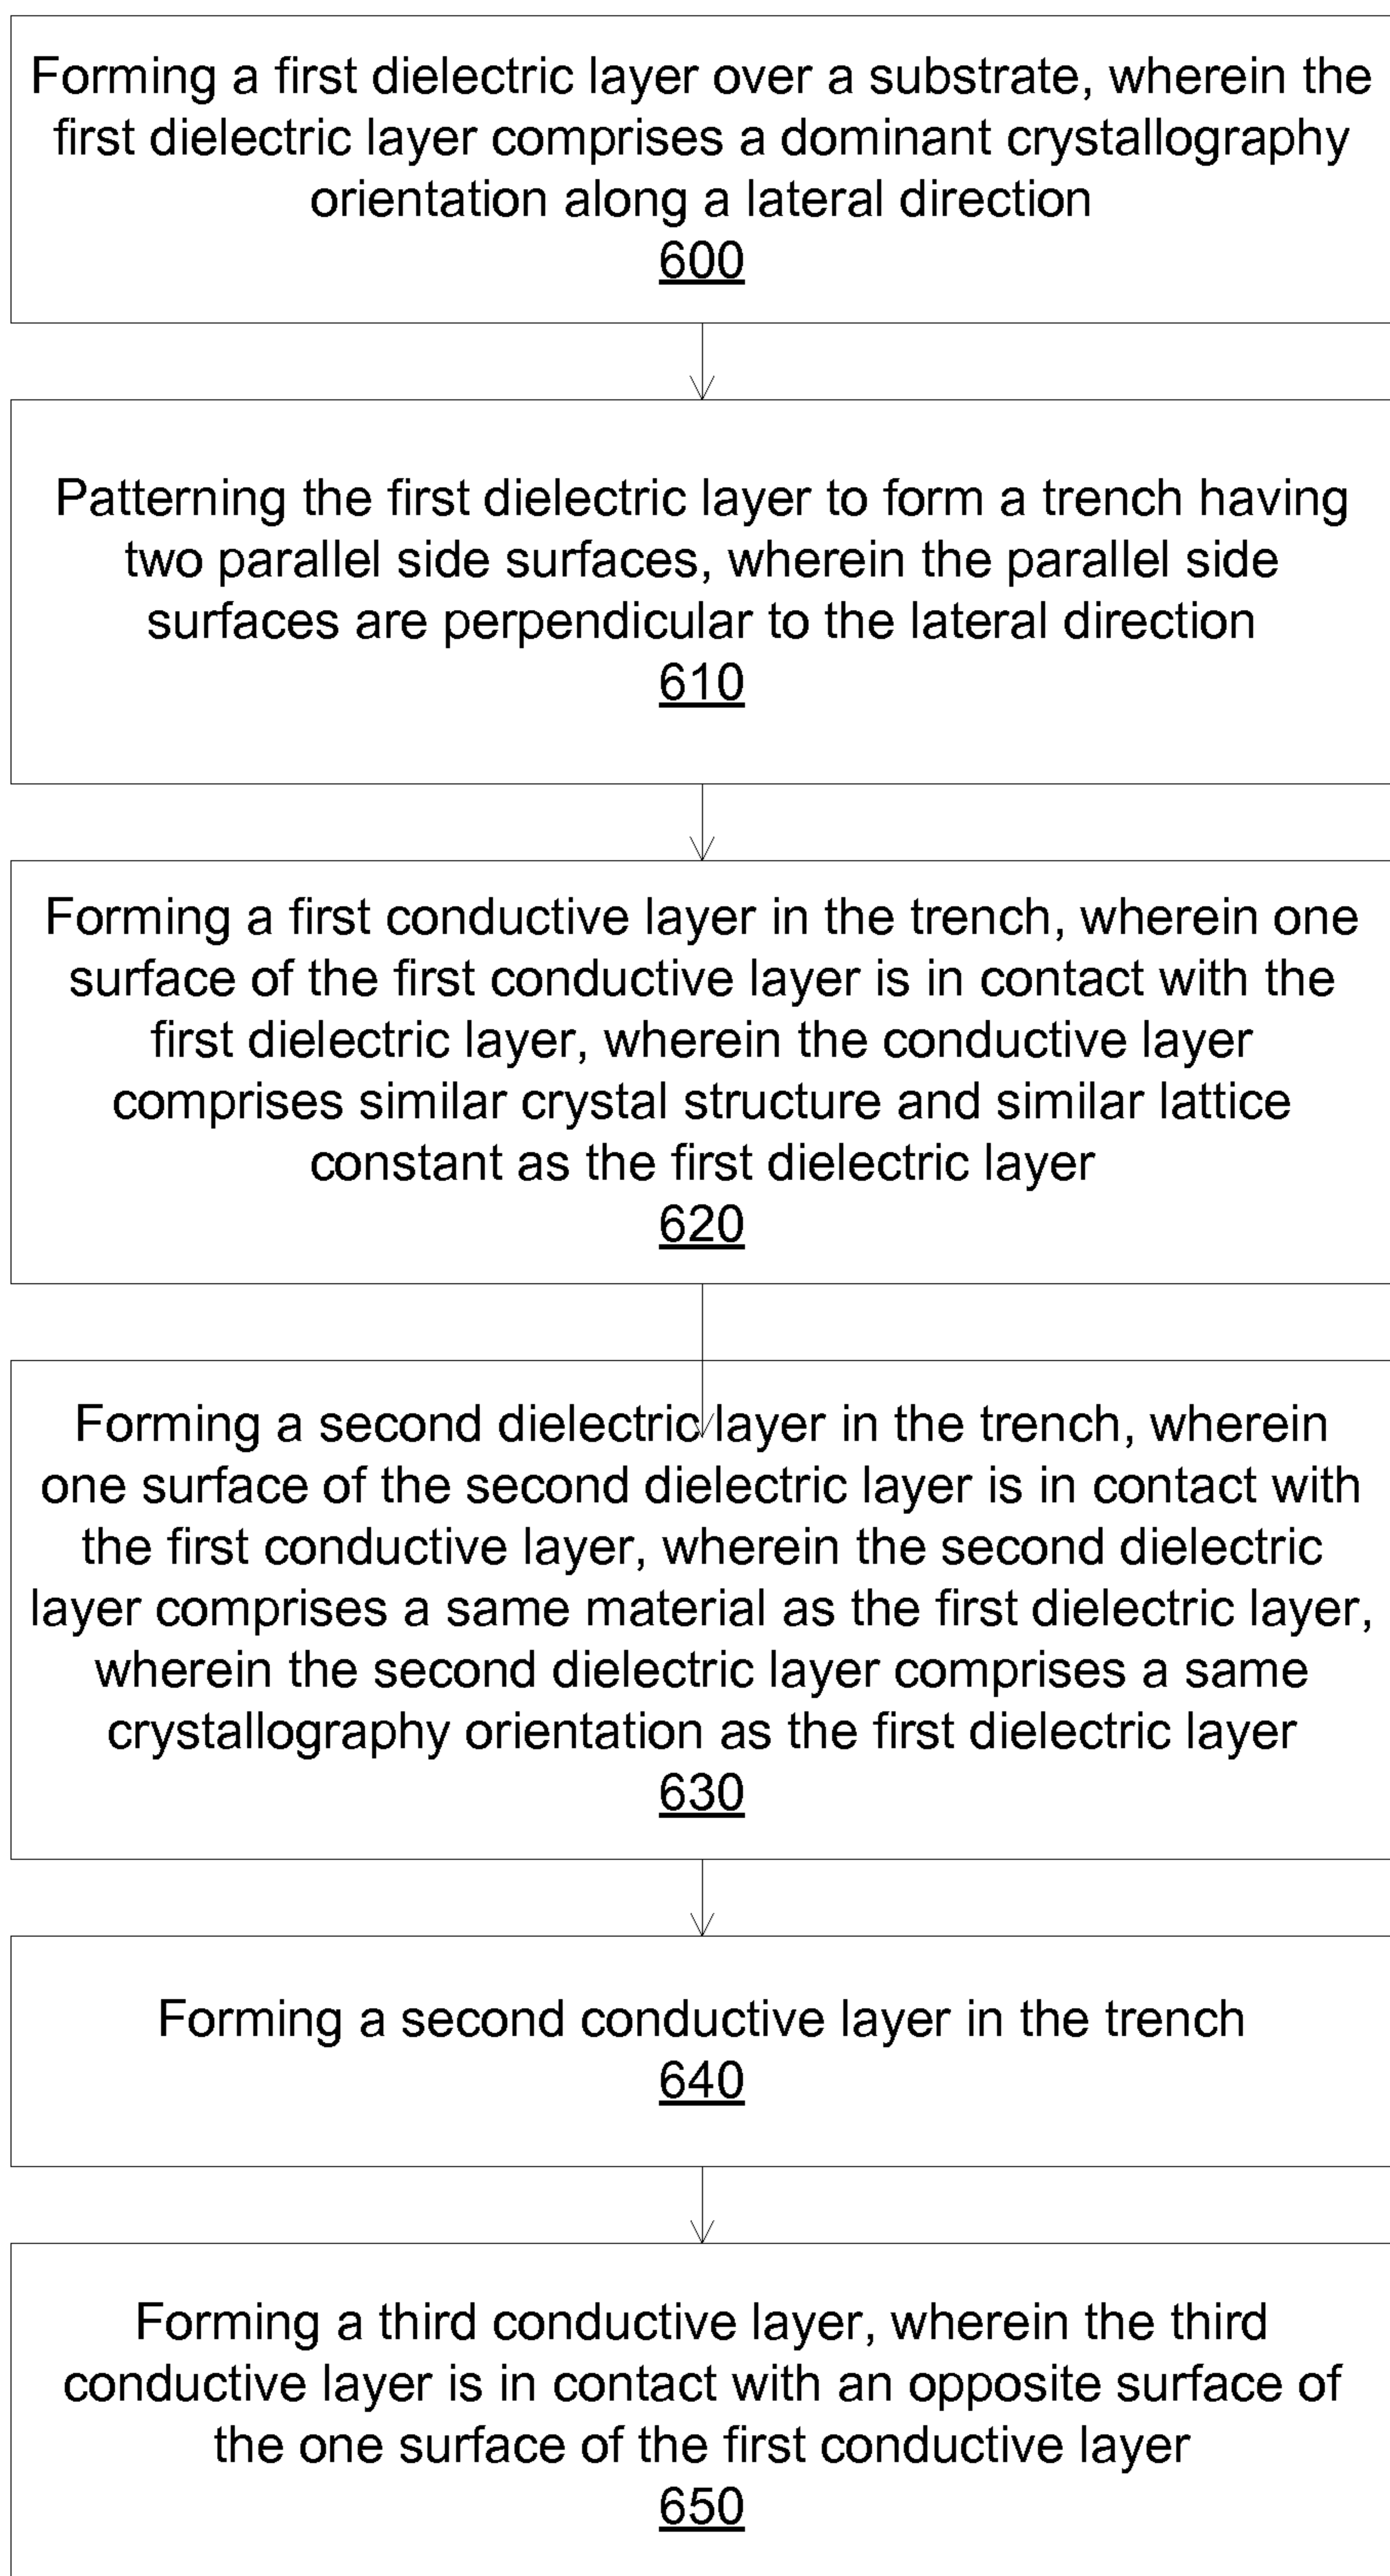 Forming a first dielectric layer over a substrate, wherein the
first dielectric layer comprises a dominant crystallography
orientation along a lateral direction
600
Patterning the first dielectric layer to form a trench having
two parallel side surfaces, wherein the parallel side
surfaces are perpendicular to the lateral direction
610
Forming a first conductive layer in the trench, wherein one
surface of the first conductive layer is in contact with the
first dielectric layer, wherein the conductive layer
comprises similar crystal structure and similar lattice
constant as the first dielectric layer
620
Forming a second dielectric layer in the trench, wherein
one surface of the second dielectric layer is in contact with
the first conductive layer, wherein the second dielectric
layer comprises a same material as the first dielectric layer,
wherein the second dielectric layer comprises a same
crystallography orientation as the first dielectric layer
630
Forming a second conductive layer in the trench
640
Forming a third conductive layer, wherein the third
conductive layer is in contact with an opposite surface of
the one surface of the first conductive layer
650